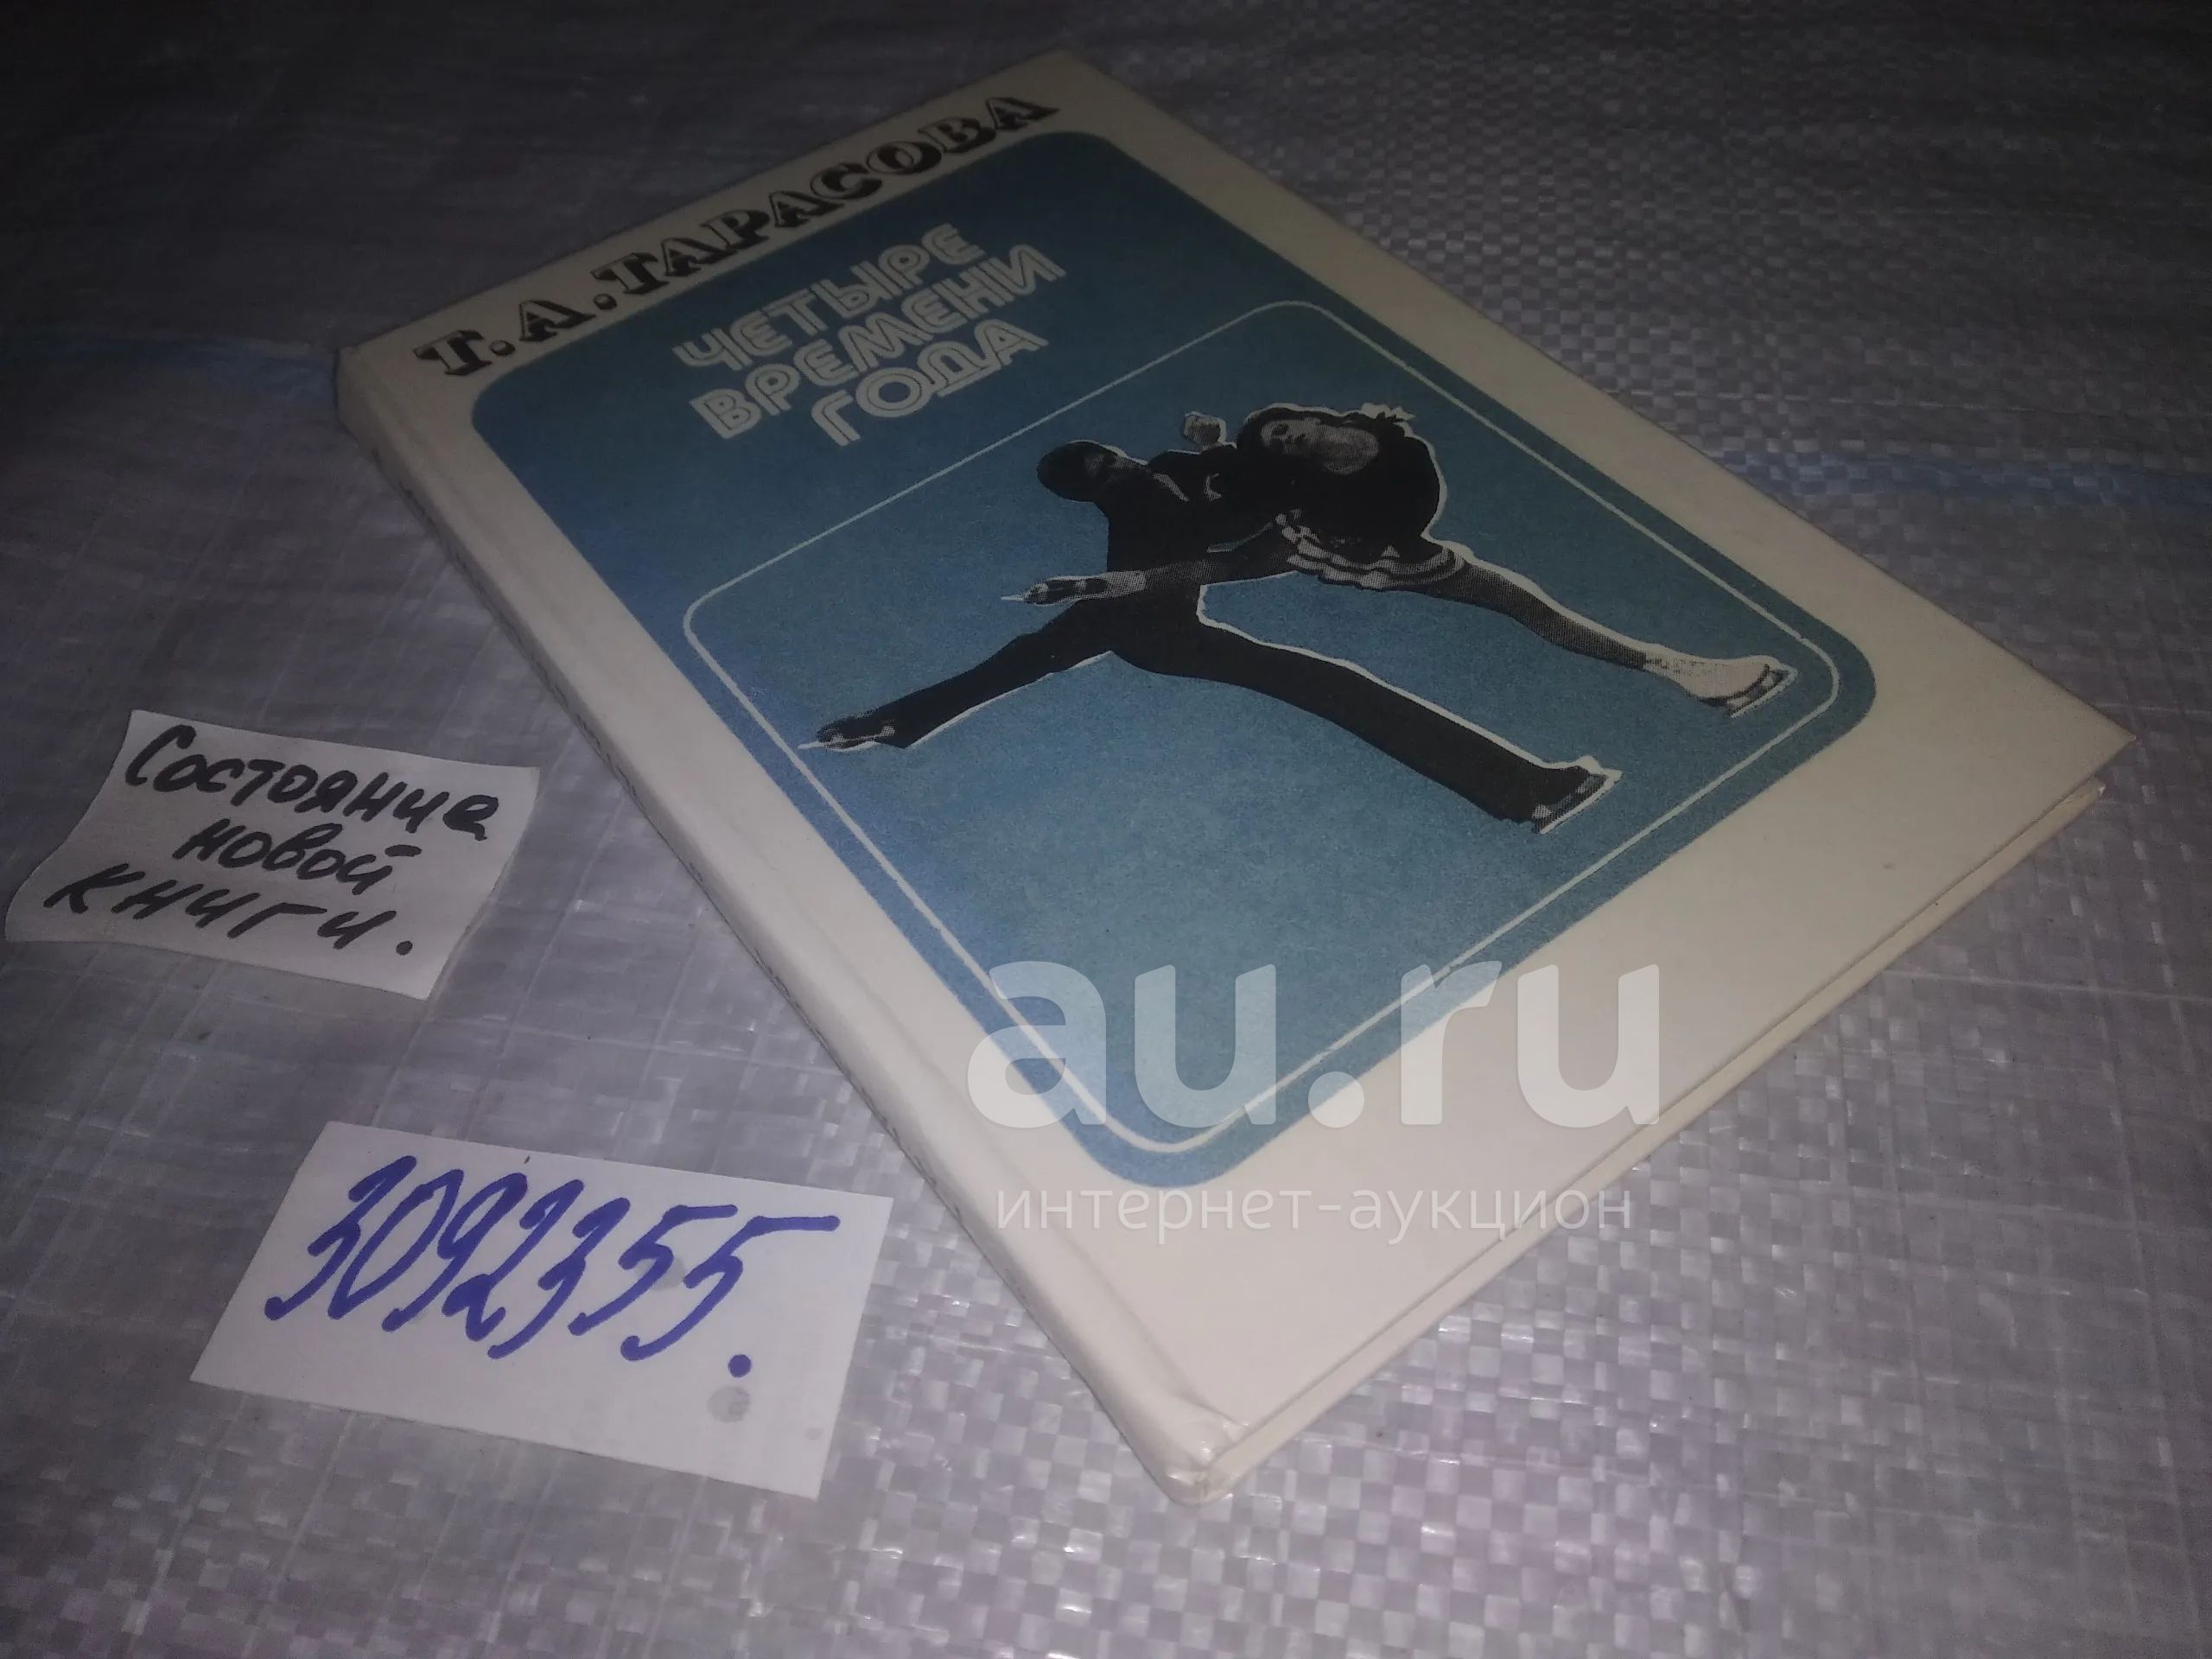 Т.А.ТАРАСОВА
ЧЕТЫРЕ
ВРЕМЕНИ
ГОДА
Состояние
новой
книги.
3092355.
au.ru
интернет-аукцион